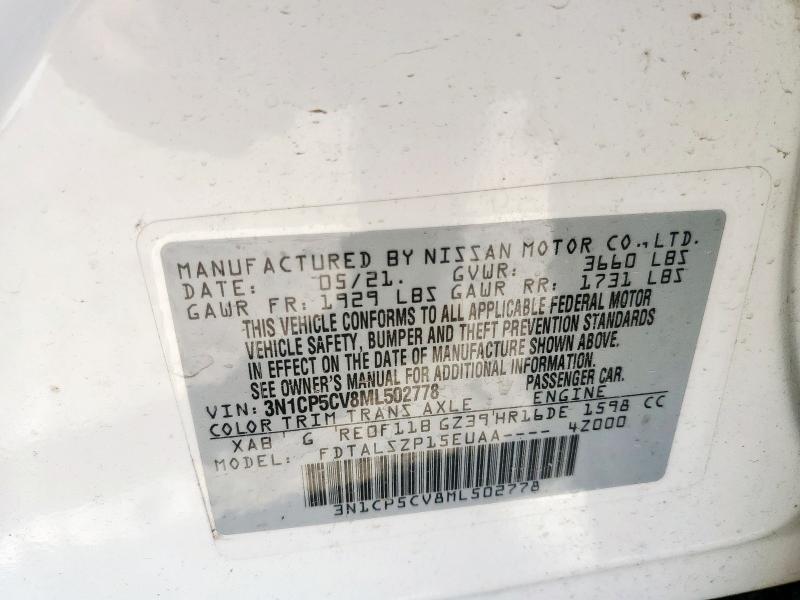 MANUFACTURED BY NISSAN MOTOR CO., LTD.
DATE: 05/21. GVWR: 3660 LBS
GAWR FR: 1929 LBS GAWR RR: 1731 LBS
THIS VEHICLE CONFORMS TO ALL APPLICABLE FEDERAL MOTOR
VEHICLE SAFETY, BUMPER AND THEFT PREVENTION STANDARDS
IN EFFECT ON THE DATE OF MANUFACTURE SHOWN ABOVE.
SEE OWNER'S MANUAL FOR ADDITIONAL INFORMATION.
VIN: 3N1CP5CV8ML502778 PASSENGER CAR.
COLOR TRIM TRANS AXLE ENGINE
XAB' G RE0F11B GZ39'HR16DE 1598 CC
MODEL: FDTALSZP15EUAA---- 4Z000
3N1CP5CV8ML502778